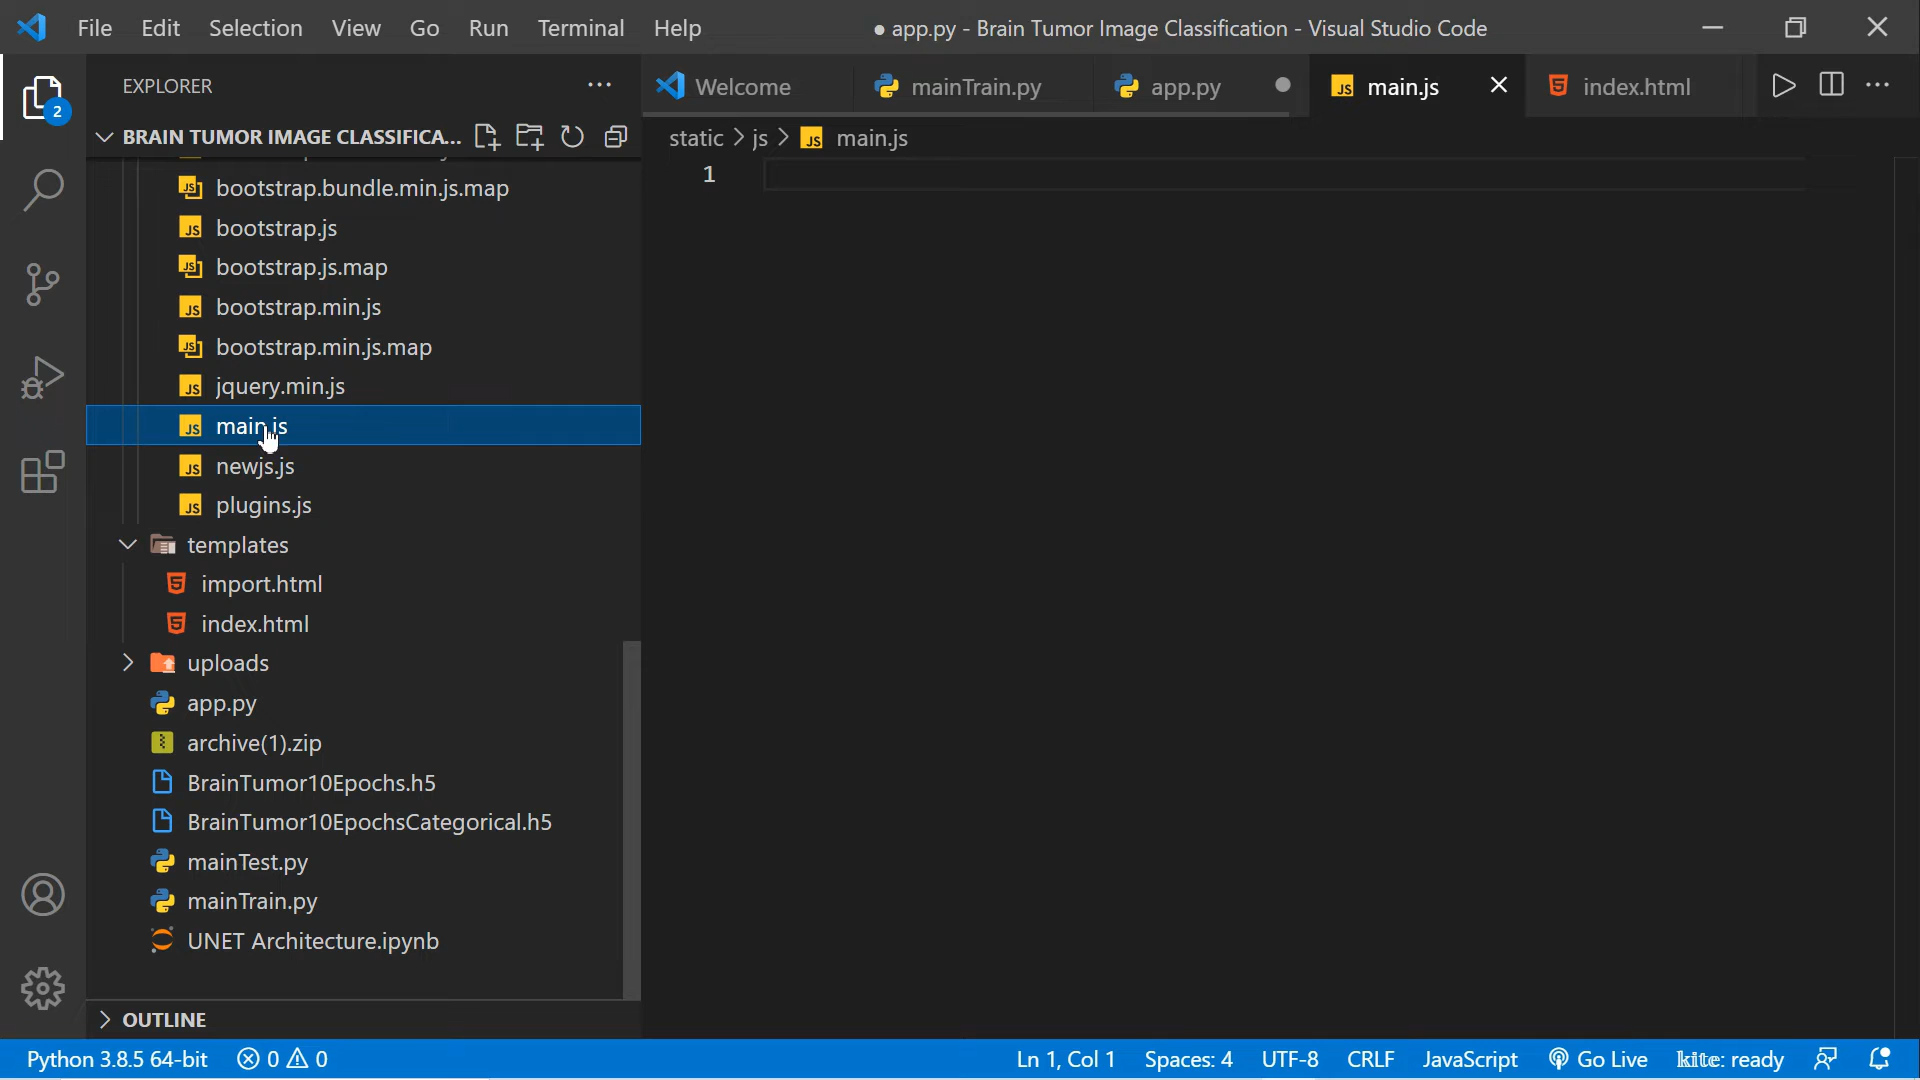 File Edit Selection View Go Run Terminal Help ● app.py - Brain Tumor Image Classification - Visual Studio Code
EXPLORER
Welcome mainTrain.py app.py main.js index.html
2
BRAIN TUMOR IMAGE CLASSIFICA...
static > js > main.js
1
bootstrap.bundle.min.js.map
bootstrap.js
bootstrap.js.map
bootstrap.min.js
bootstrap.min.js.map
jquery.min.js
main.js
newjs.js
plugins.js
templates
import.html
index.html
uploads
app.py
archive(1).zip
BrainTumor10Epochs.h5
BrainTumor10EpochsCategorical.h5
mainTest.py
mainTrain.py
UNET Architecture.ipynb
OUTLINE
Python 3.8.5 64-bit 0 0 Ln 1, Col 1 Spaces: 4 UTF-8 CRLF JavaScript Go Live kite: ready